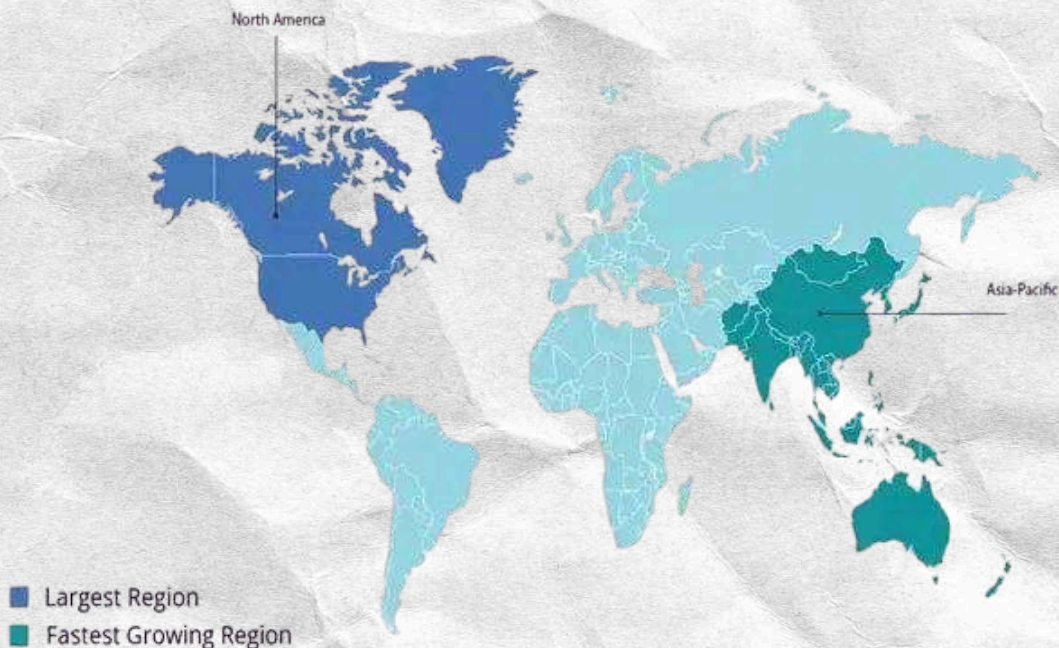 North America
Asia-Pacific
Largest Region
Fastest Growing Region